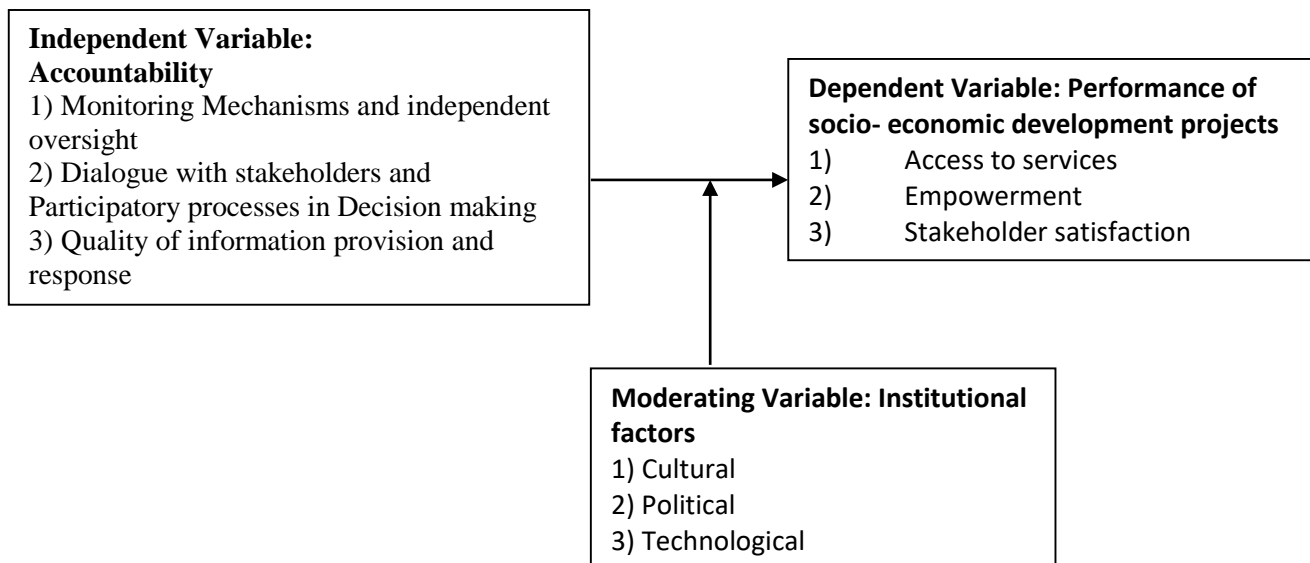 Independent Variable:
Accountability
1) Monitoring Mechanisms and independent
oversight
2) Dialogue with stakeholders and
Participatory processes in Decision making
3) Quality of information provision and
response
Dependent Variable: Performance of
socio- economic development projects
1) Access to services
2) Empowerment
3) Stakeholder satisfaction
Moderating Variable: Institutional
factors
1) Cultural
2) Political
3) Technological